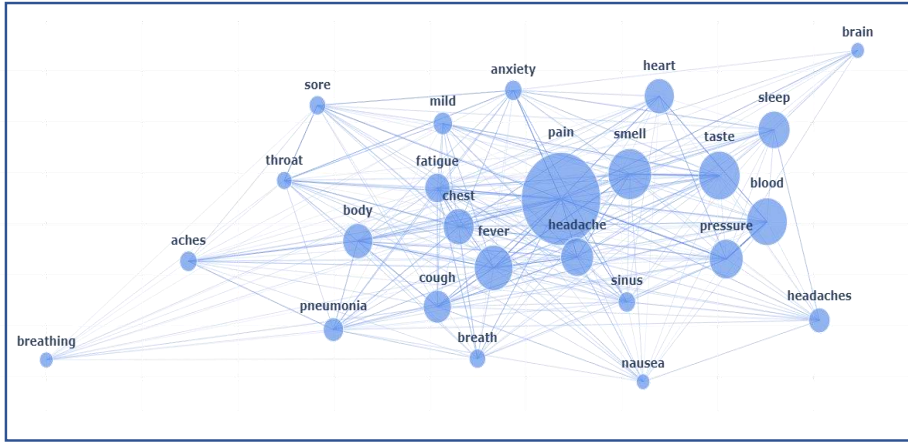 brain
heart
anxiety
sore
sleep
mild
pain
smell
taste
throat
fatigue
blood
chest
body
pressure
headache
fever
aches
cough
sinus
headaches
pneumonia
breath
breathing
nausea